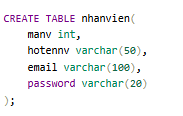 CREATE TABLE nhanvien(
    manv int,
    hotennv varchar(50),
    email varchar(100),
    password varchar(20)
);